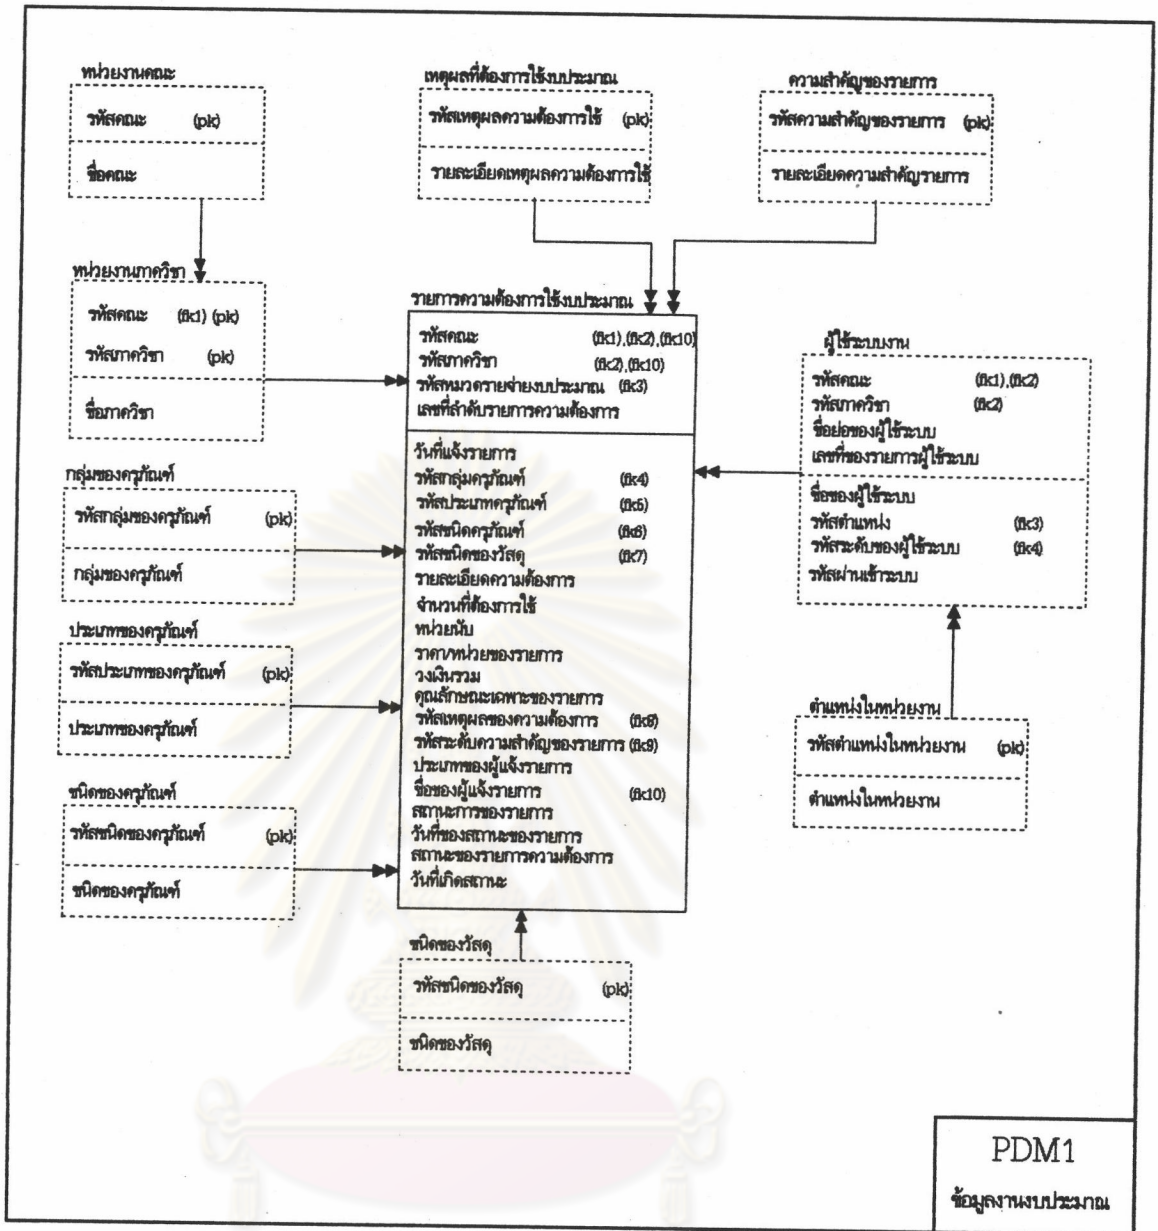 หน่วยงานคณะ
รหัสคณะ (pk)
ชื่อคณะ
เหตุผลที่ต้องการใช้งบประมาณ
รหัสเหตุผลความต้องการใช้ (pk)
รายละเอียดเหตุผลความต้องการใช้
ความสำคัญของรายการ
รหัสความสำคัญของรายการ (pk)
รายละเอียดความสำคัญรายการ
หน่วยงานภาควิชา
รหัสคณะ (fk1) (pk)
รหัสภาควิชา (pk)
ชื่อภาควิชา
รายการความต้องการใช้งบประมาณ
รหัสคณะ (fk1),(fk2),(fk10)
รหัสภาควิชา (fk2),(fk10)
รหัสหมวดรายจ่ายงบประมาณ (fk3)
เลขที่ลำดับรายการความต้องการ
วันที่แจ้งรายการ
รหัสกลุ่มครุภัณฑ์ (fk4)
รหัสประเภทครุภัณฑ์ (fk5)
รหัสชนิดครุภัณฑ์ (fk6)
รหัสชนิดของวัสดุ (fk7)
รายละเอียดความต้องการ
จำนวนที่ต้องการใช้
หน่วยนับ
ราคา/หน่วยของรายการ
วงเงินรวม
คุณลักษณะเฉพาะของรายการ
รหัสเหตุผลของความต้องการ (fk8)
รหัสระดับความสำคัญของรายการ (fk9)
ประเภทของผู้แจ้งรายการ
ชื่อของผู้แจ้งรายการ (fk10)
สถานะการของรายการ
วันที่ของสถานะของรายการ
สถานะของรายการความต้องการ
วันที่เกิดสถานะ
ผู้ใช้ระบบงาน
รหัสคณะ (fk1),(fk2)
รหัสภาควิชา (fk2)
ชื่อย่อของผู้ใช้ระบบ
เลขที่ของรายการผู้ใช้ระบบ
ชื่อของผู้ใช้ระบบ
รหัสตำแหน่ง (fk3)
รหัสระดับของผู้ใช้ระบบ (fk4)
รหัสผ่านเข้าระบบ
กลุ่มของครุภัณฑ์
รหัสกลุ่มของครุภัณฑ์ (pk)
กลุ่มของครุภัณฑ์
ประเภทของครุภัณฑ์
รหัสประเภทของครุภัณฑ์ (pk)
ประเภทของครุภัณฑ์
ชนิดของครุภัณฑ์
รหัสชนิดของครุภัณฑ์ (pk)
ชนิดของครุภัณฑ์
ตำแหน่งในหน่วยงาน
รหัสตำแหน่งในหน่วยงาน (pk)
ตำแหน่งในหน่วยงาน
ชนิดของวัสดุ
รหัสชนิดของวัสดุ (pk)
ชนิดของวัสดุ
PDM1
ข้อมูลงานงบประมาณ